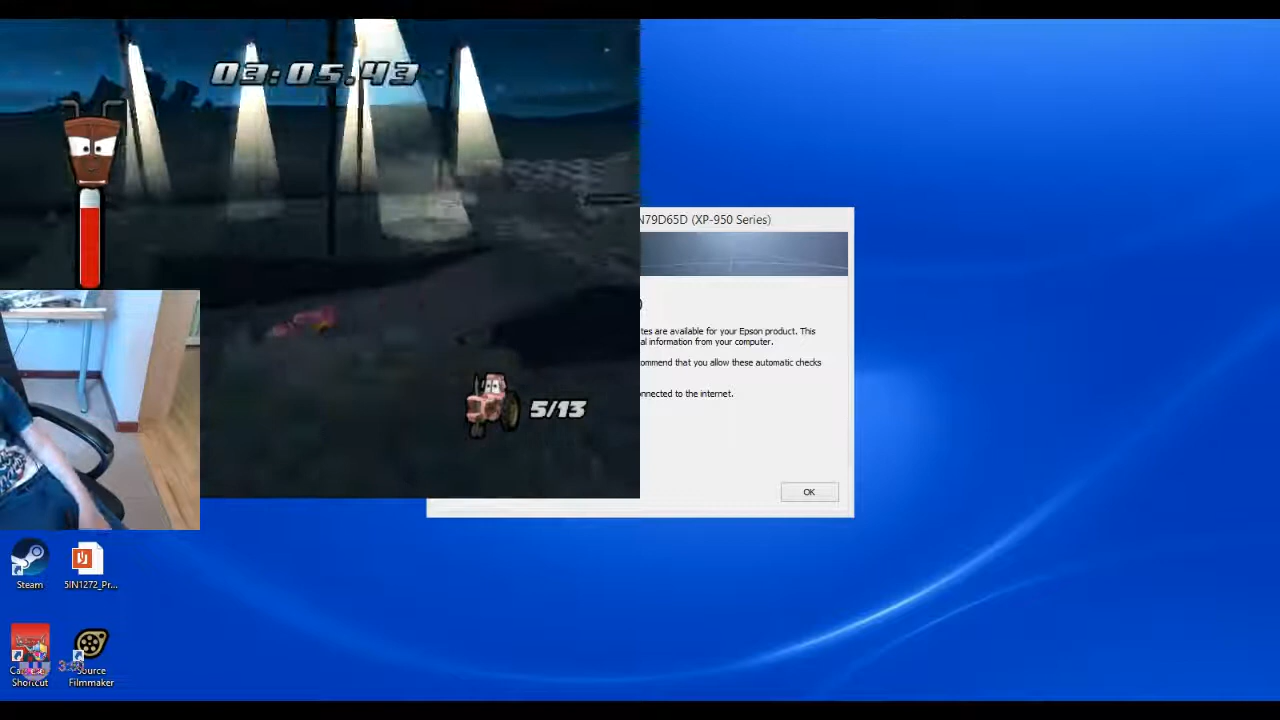 03:05.43
N79D65D (XP-950 Series)
tes are available for your Epson product. This
al information from your computer.
ommend that you allow these automatic checks
nnected to the internet.
5/13
OK
Steam
5IN1272_Pr...
Shortcut
Source
Filmmaker